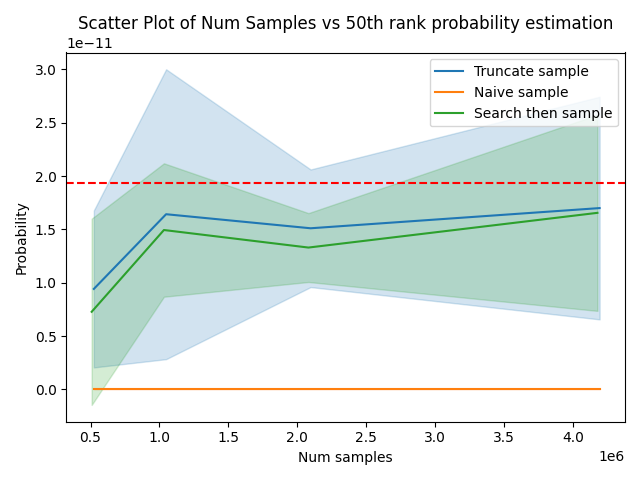 Scatter Plot of Num Samples vs 50th rank probability estimation
1e−11
3.0
2.5
2.0
1.5
1.0
0.5
0.0
Probability
Truncate sample
Naive sample
Search then sample
0.5 1.0 1.5 2.0 2.5 3.0 3.5 4.0
1e6
Num samples